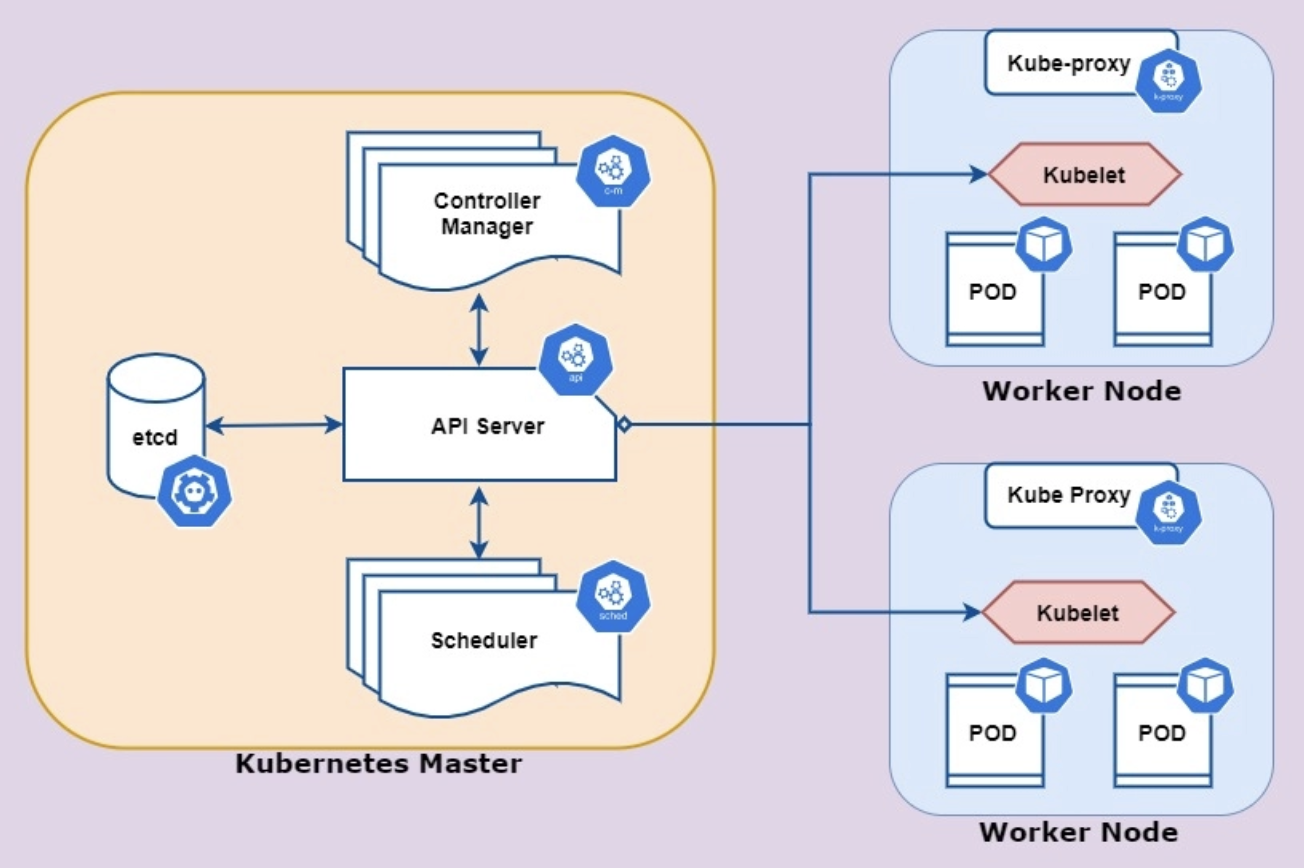 Controller
Manager
c-m
API Server
api
etcd
Scheduler
sched
Kubernetes Master
Kube-proxy
k-proxy
Kubelet
POD
POD
Worker Node
Kube Proxy
k-proxy
Kubelet
POD
POD
Worker Node